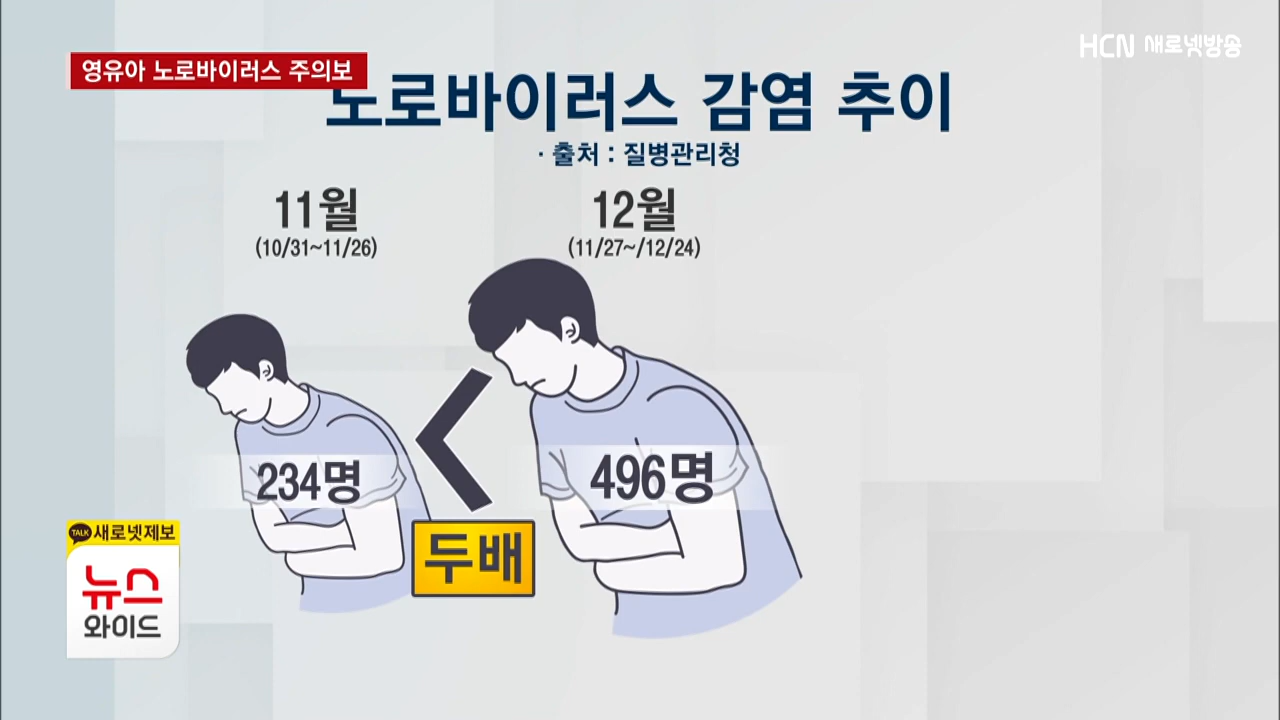 HCN 새로넷방송
영유아 노로바이러스 주의보
노로바이러스 감염 추이
· 출처 : 질병관리청
11월
(10/31~11/26)
12월
(11/27~/12/24)
234명
496명
두배
TALK 새로넷제보
뉴스
와이드